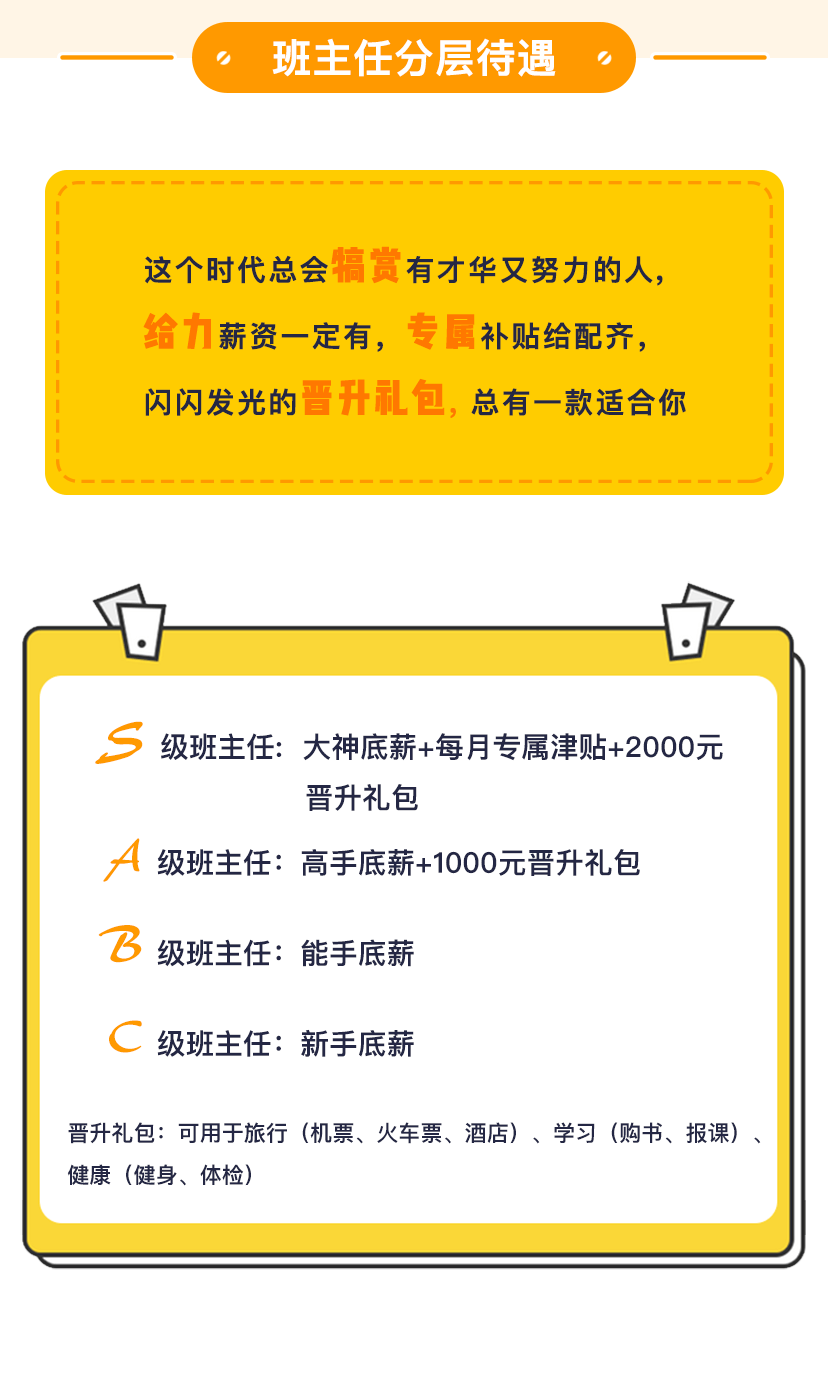 班主任分层待遇
这个时代总会犒赏有才华又努力的人,
给力薪资一定有，专属补贴给配齐，
闪闪发光的晋升礼包, 总有一款适合你
S 级班主任：大神底薪+每月专属津贴+2000元
晋升礼包
A 级班主任：高手底薪+1000元晋升礼包
B 级班主任：能手底薪
C 级班主任：新手底薪
晋升礼包：可用于旅行（机票、火车票、酒店）、学习（购书、报课）、
健康（健身、体检）